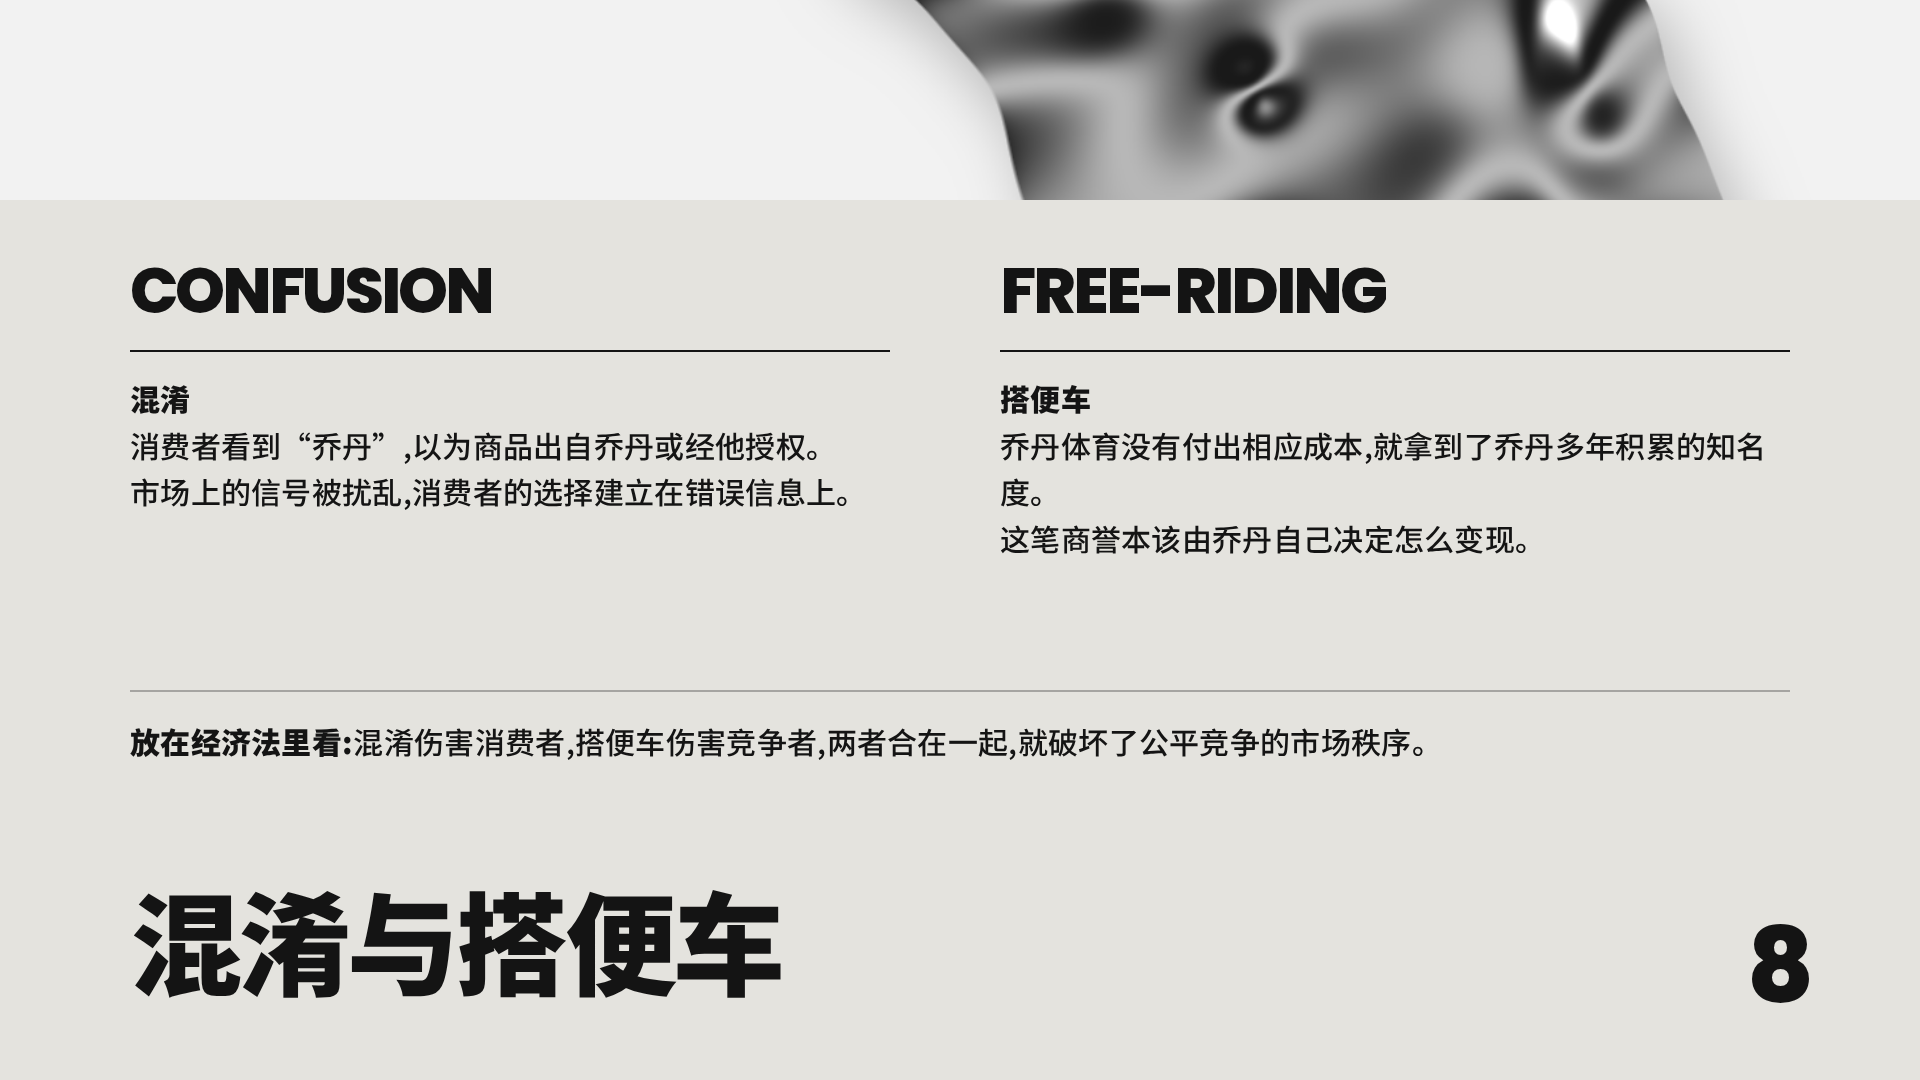 CONFUSION
混淆
消费者看到“乔丹”,以为商品出自乔丹或经他授权。
市场上的信号被扰乱,消费者的选择建立在错误信息上。
FREE-RIDING
搭便车
乔丹体育没有付出相应成本,就拿到了乔丹多年积累的知名
度。
这笔商誉本该由乔丹自己决定怎么变现。
放在经济法里看:混淆伤害消费者,搭便车伤害竞争者,两者合在一起,就破坏了公平竞争的市场秩序。
混淆与搭便车
8